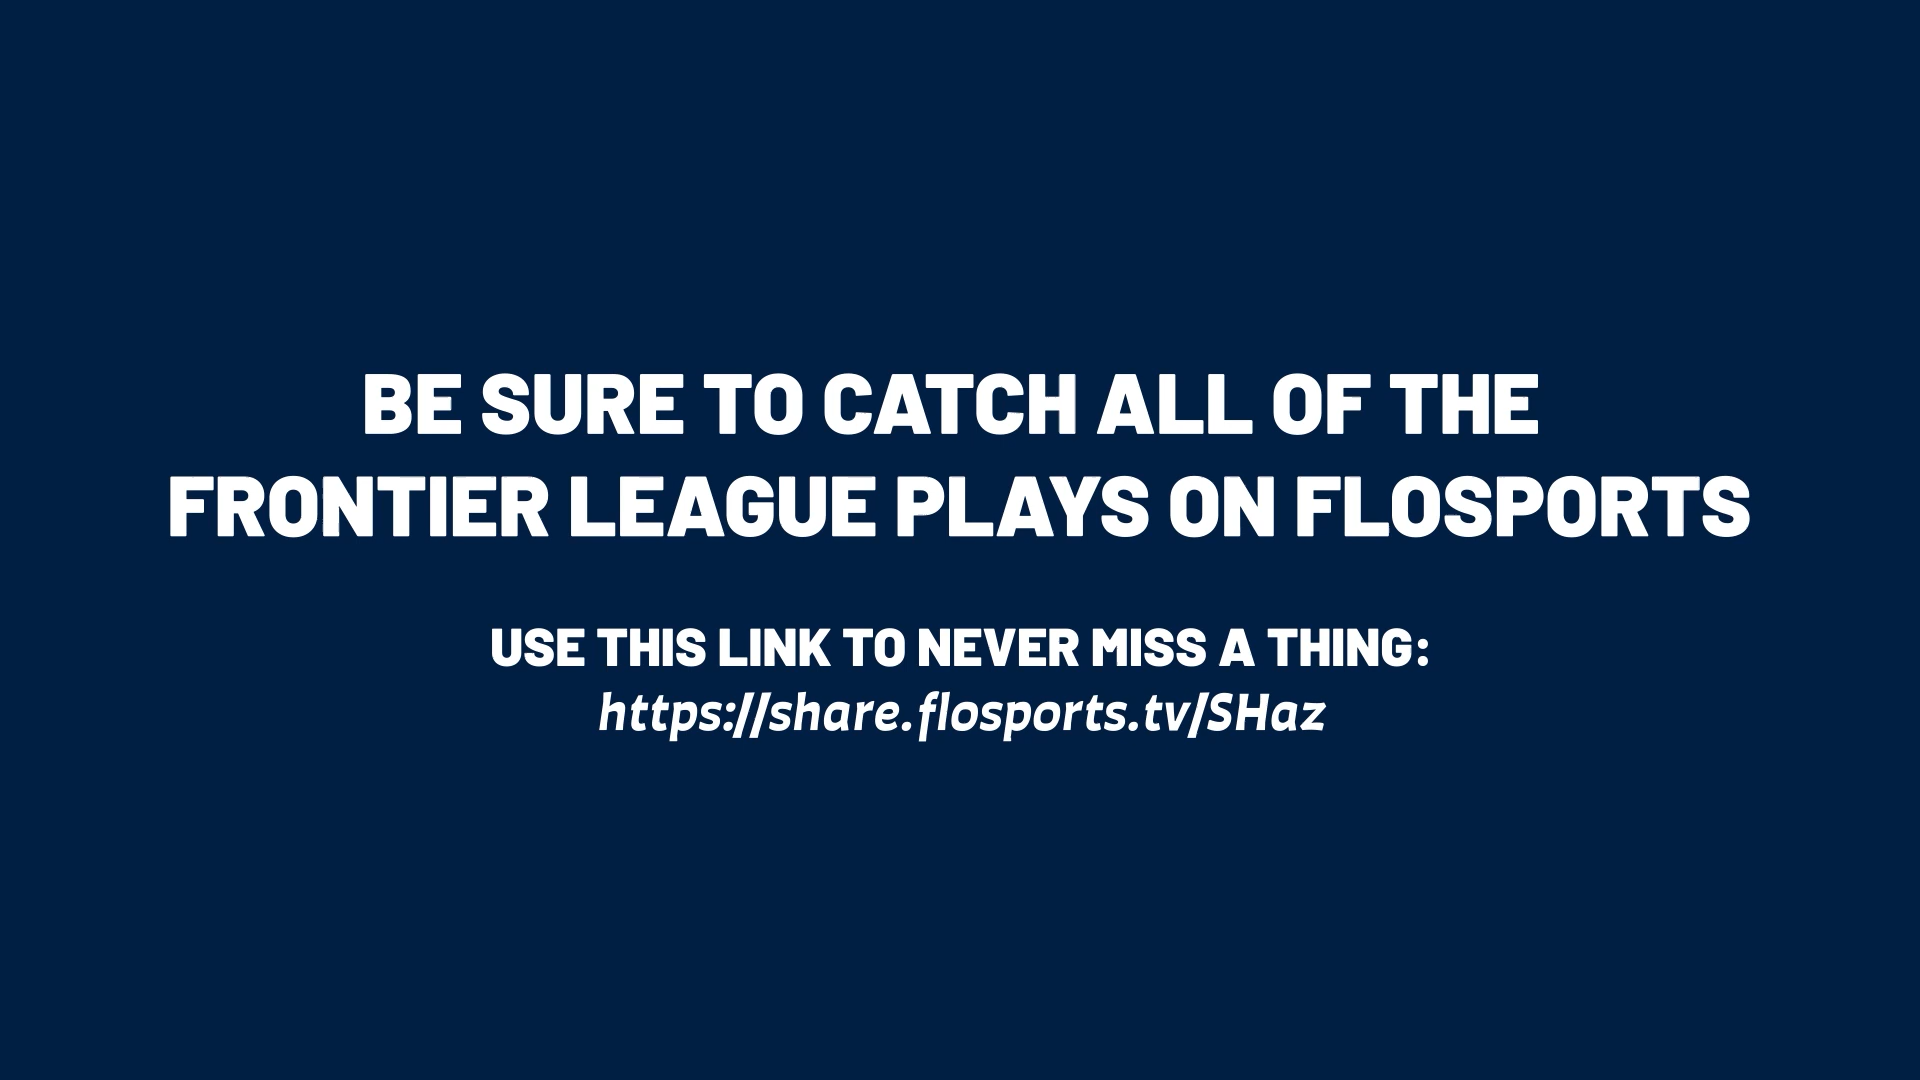 BE SURE TO CATCH ALL OF THE
FRONTIER LEAGUE PLAYS ON FLOSPORTS
USE THIS LINK TO NEVER MISS A THING:
https://share.flosports.tv/SHaz